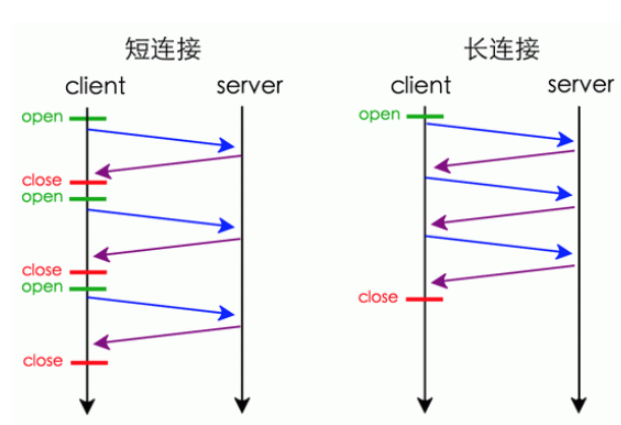 短连接
client server
open
close
open
close
open
close
长连接
client server
open
close